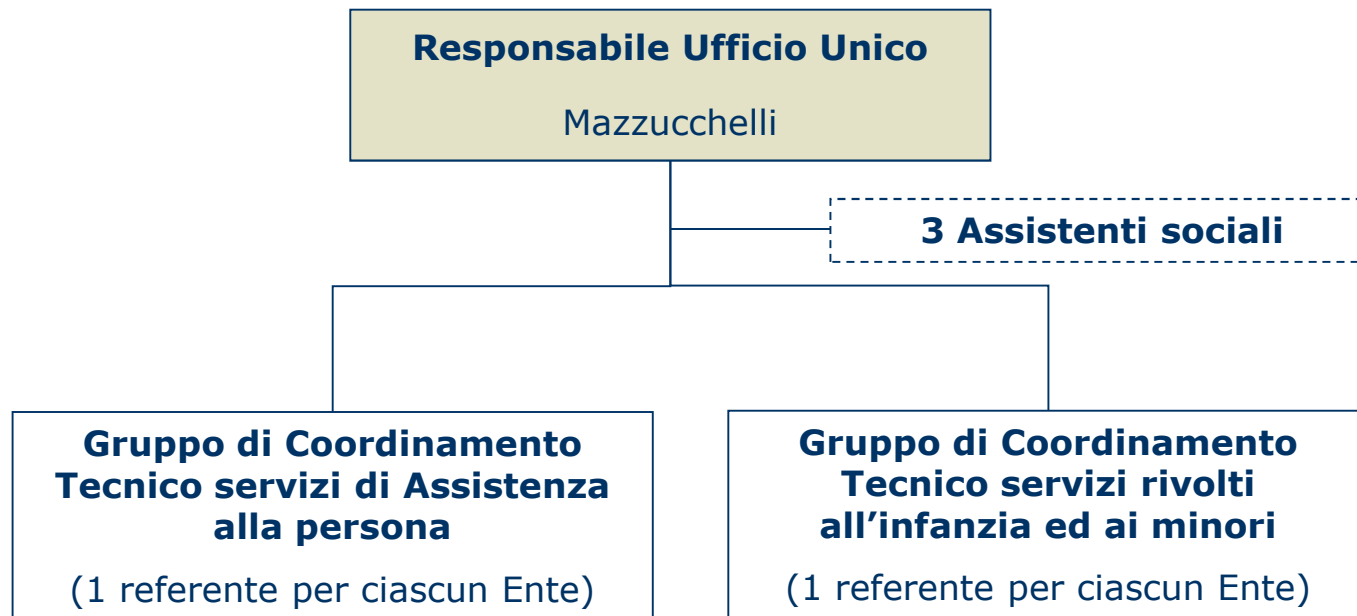 Responsabile Ufficio Unico
Mazzucchelli
3 Assistenti sociali
Gruppo di Coordinamento
Tecnico servizi di Assistenza
alla persona
(1 referente per ciascun Ente)
Gruppo di Coordinamento
Tecnico servizi rivolti
all’infanzia ed ai minori
(1 referente per ciascun Ente)